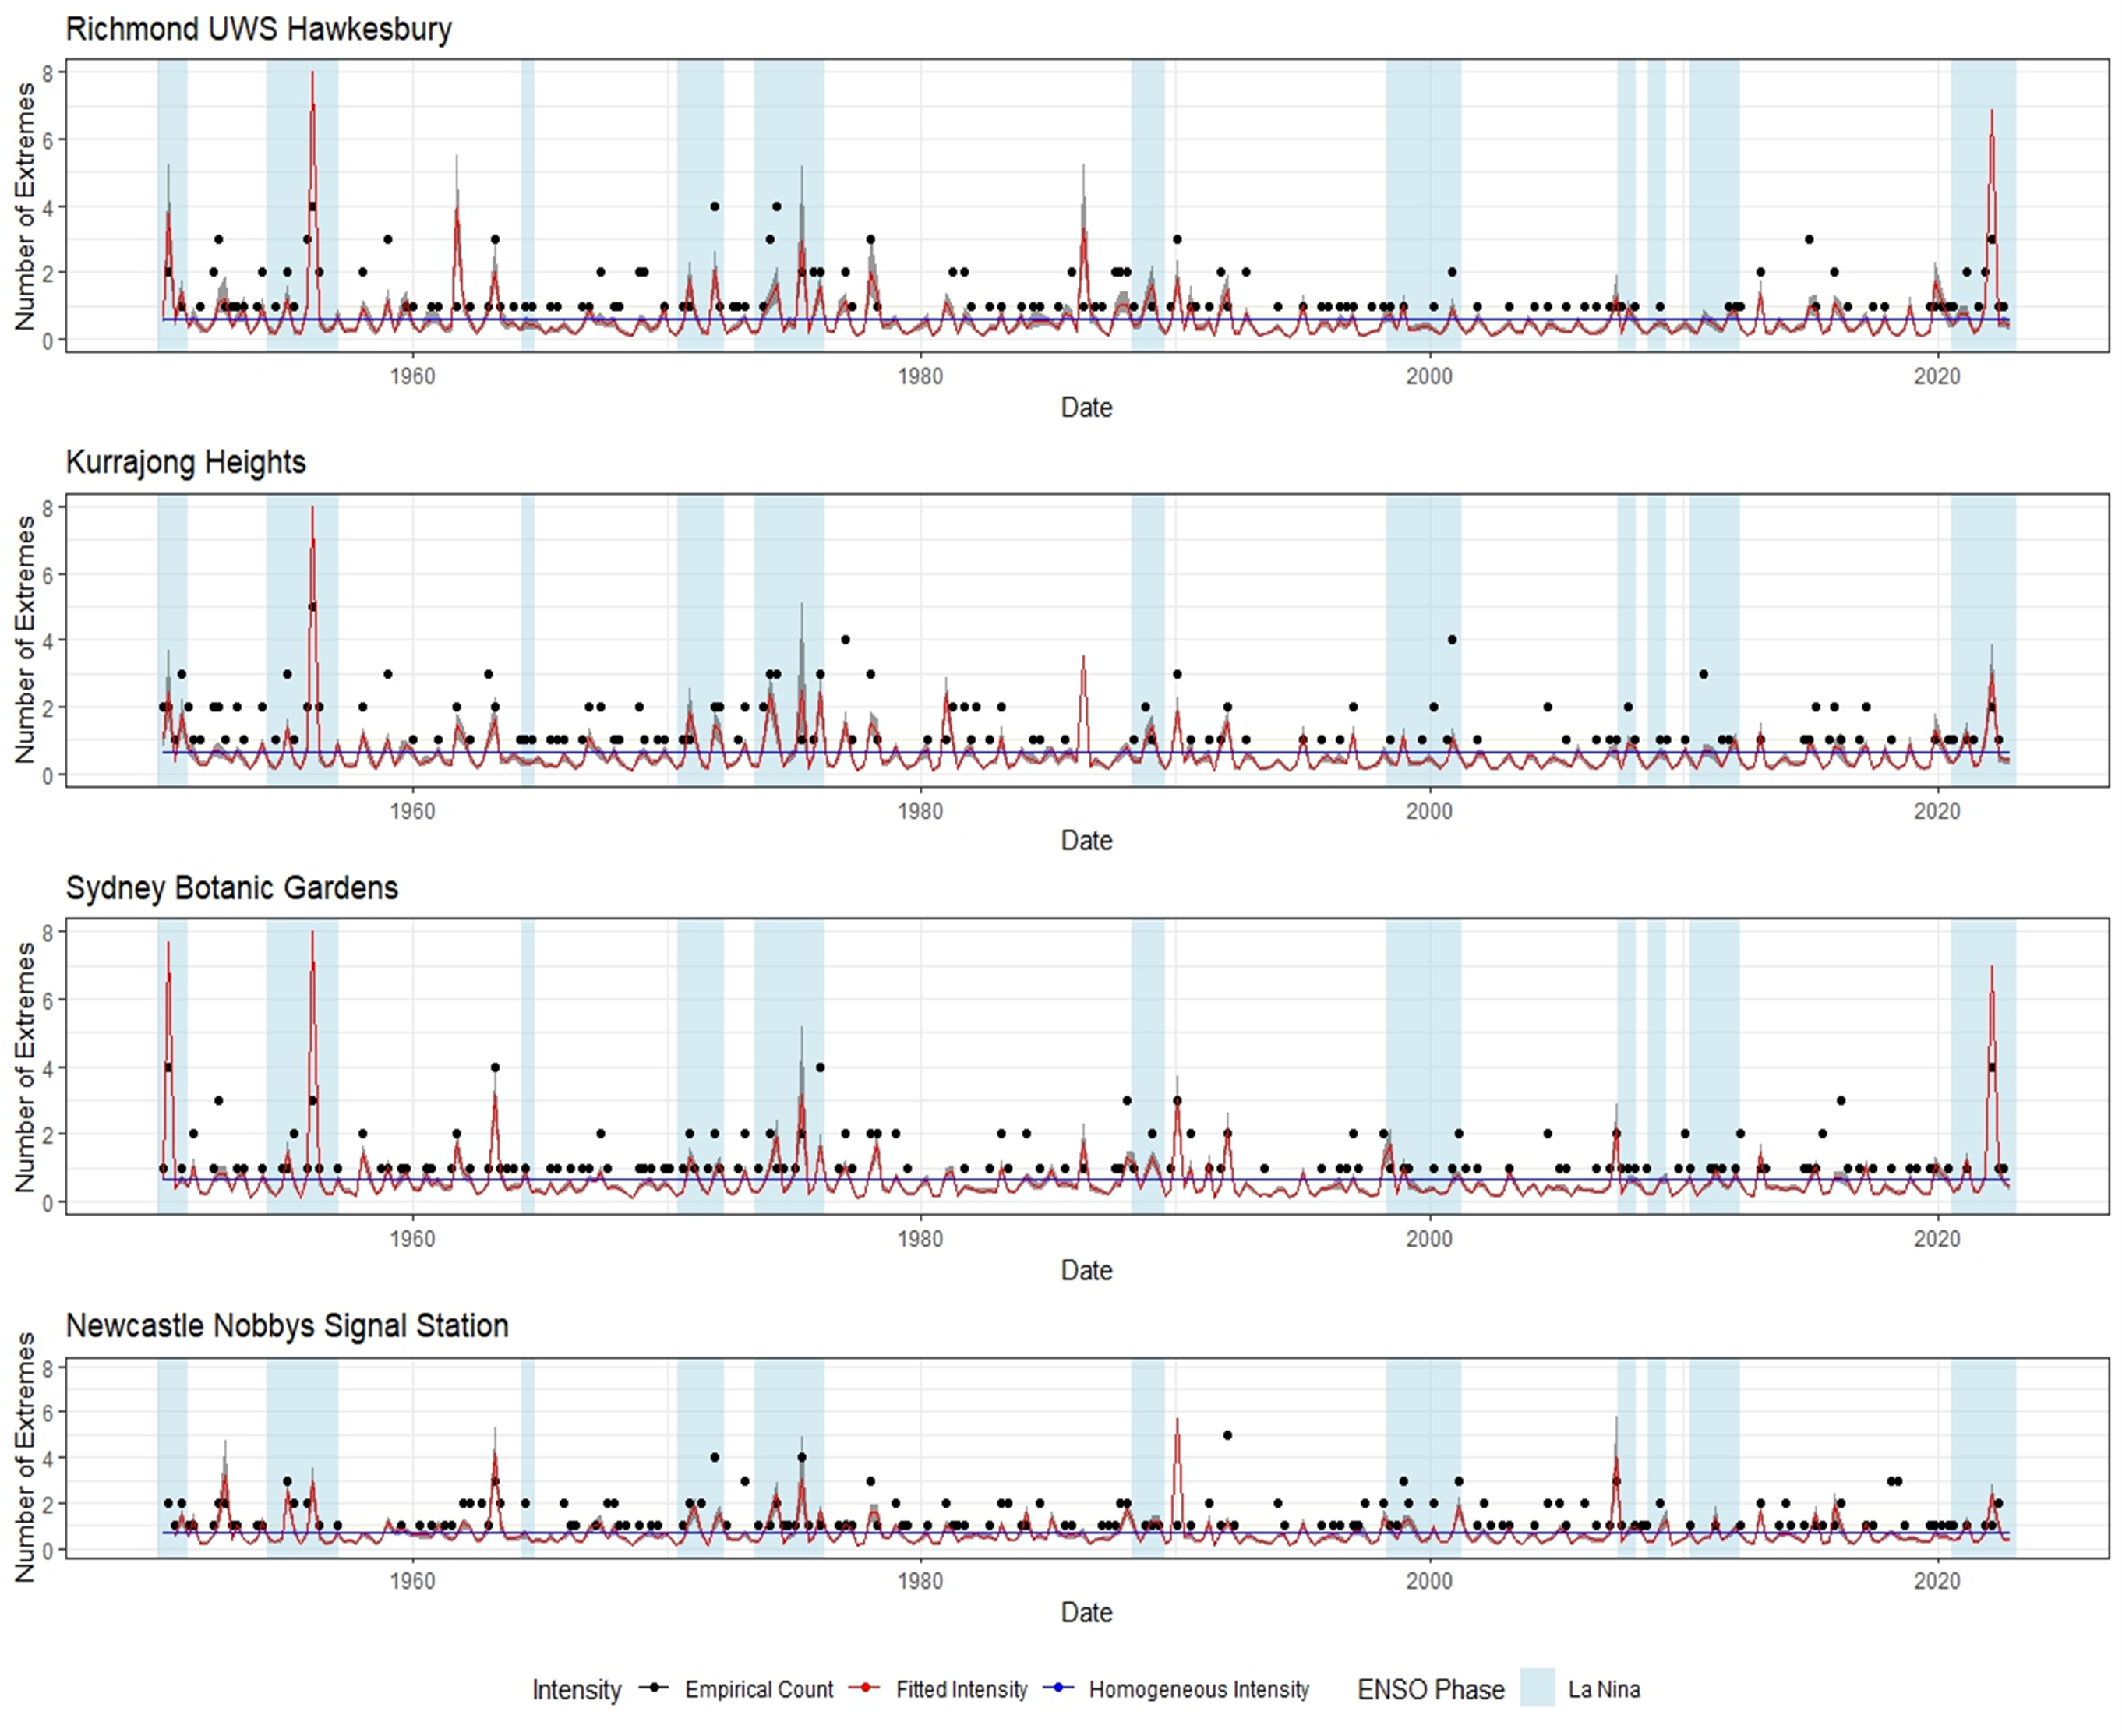 Richmond UWS Hawkesbury
Number of Extremes
8
6
4
2
0
1960 1980 2000 2020
Date
Kurrajong Heights
Number of Extremes
8
6
4
2
0
1960 1980 2000 2020
Date
Sydney Botanic Gardens
Number of Extremes
8
6
4
2
0
1960 1980 2000 2020
Date
Newcastle Nobbys Signal Station
Number of Extremes
8
6
4
2
0
1960 1980 2000 2020
Date
Intensity Empirical Count Fitted Intensity Homogeneous Intensity ENSO Phase La Nina